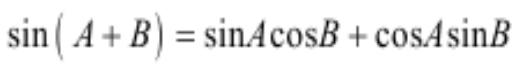 sin( A + B) = sinAcosB + cosAsinB